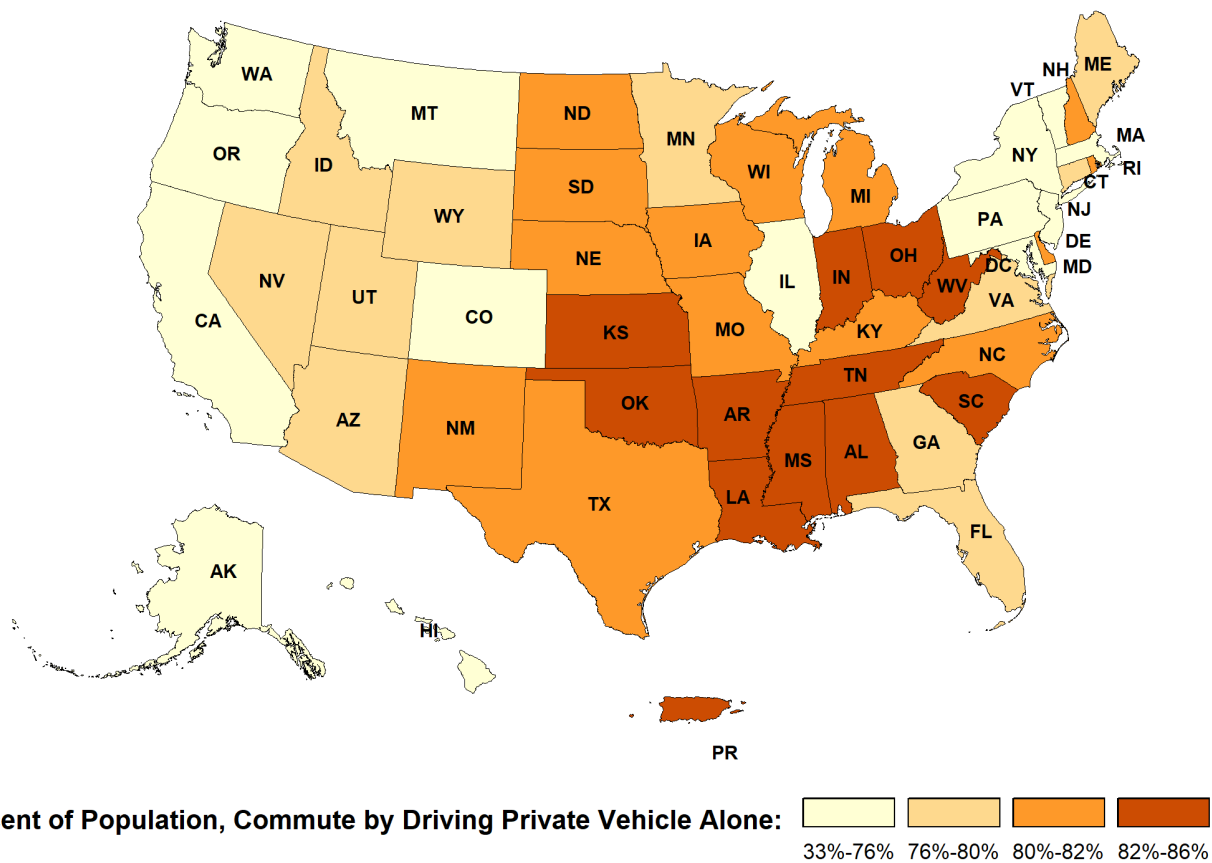 WA
MT
ND
MN
NH
ME
VT
MA
OR
ID
SD
WI
MI
NY
RI
CT
WY
PA
NJ
NE
IA
DE
DC
MD
NV
UT
CO
IL
IN
OH
WV
VA
CA
KS
MO
KY
NC
AZ
NM
OK
AR
TN
SC
TX
LA
MS
AL
GA
FL
AK
HI
PR
ent of Population, Commute by Driving Private Vehicle Alone:
33%-76% 76%-80% 80%-82% 82%-86%